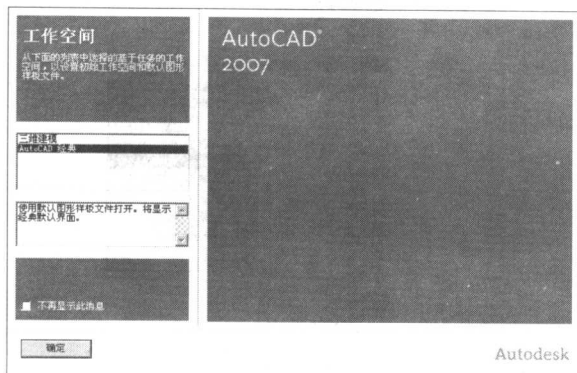 工作空间
从下面的列表中选择的基于任务的工作
空间，以设置初始工作空间和默认图形
样板文件。
三维建模
AutoCAD 经典
使用默认图形样板文件打开。将显示
经典默认界面。
不再显示此消息
确定
AutoCAD®
2007
Autodesk